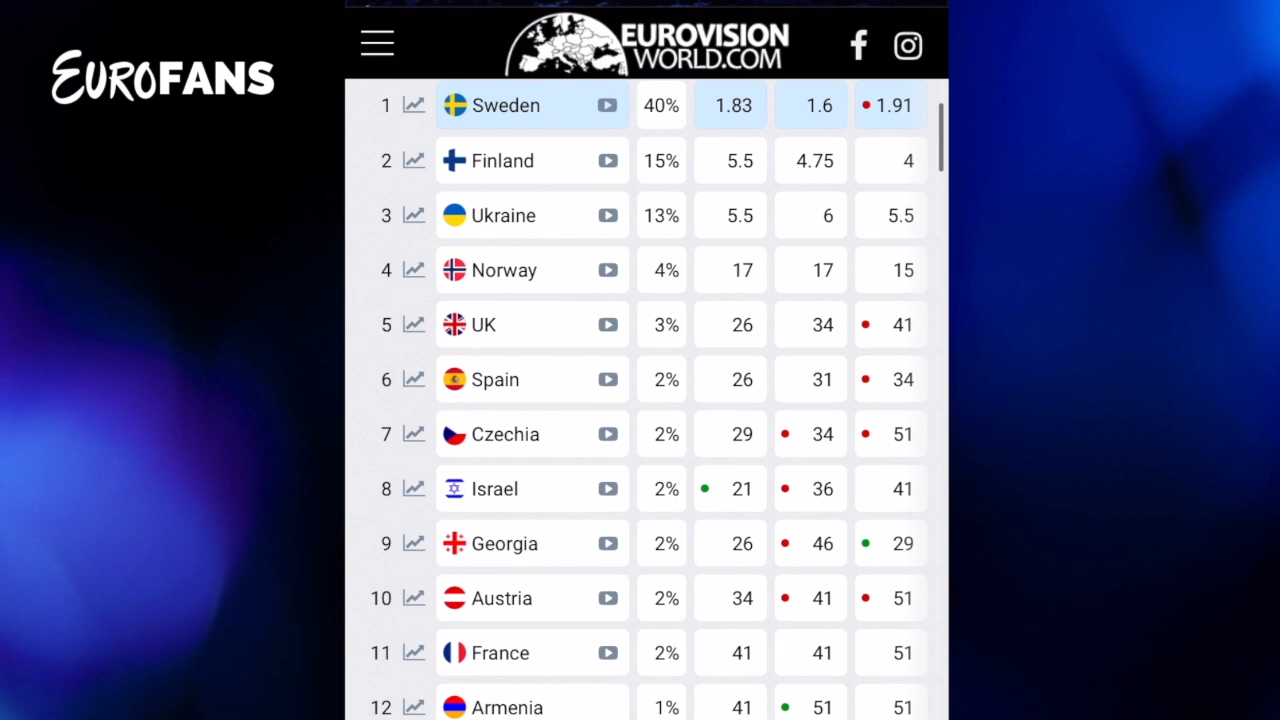 EUROFANS
EUROVISION
WORLD.COM
1 Sweden 40% 1.83 1.6 1.91
2 Finland 15% 5.5 4.75 4
3 Ukraine 13% 5.5 6 5.5
4 Norway 4% 17 17 15
5 UK 3% 26 34 41
6 Spain 2% 26 31 34
7 Czechia 2% 29 34 51
8 Israel 2% 21 36 41
9 Georgia 2% 26 46 29
10 Austria 2% 34 41 51
11 France 2% 41 41 51
12 Armenia 1% 41 51 51